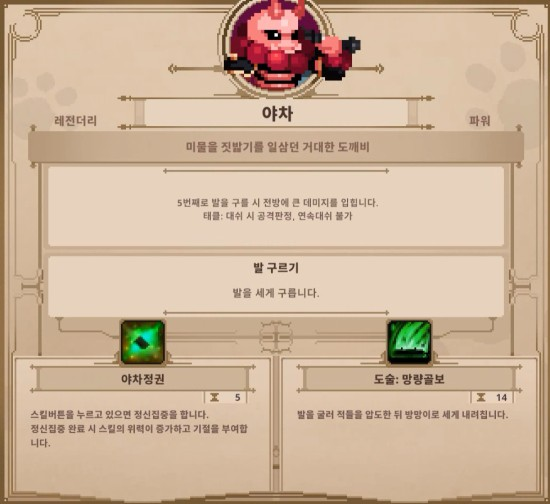 야차
레전더리
파워
미물을 짓밟기를 일삼던 거대한 도깨비
5번째로 발을 구를 시 전방에 큰 데미지를 입힙니다.
태클: 대쉬 시 공격판정, 연속대쉬 불가
발 구르기
발을 세게 구릅니다.
야차정권
5
스킬버튼을 누르고 있으면 정신집중을 합니다.
정신집중 완료 시 스킬의 위력이 증가하고 기절을 부여합
니다.
도술: 망량골보
14
발을 굴러 적들을 압도한 뒤 방망이로 세게 내려칩니다.